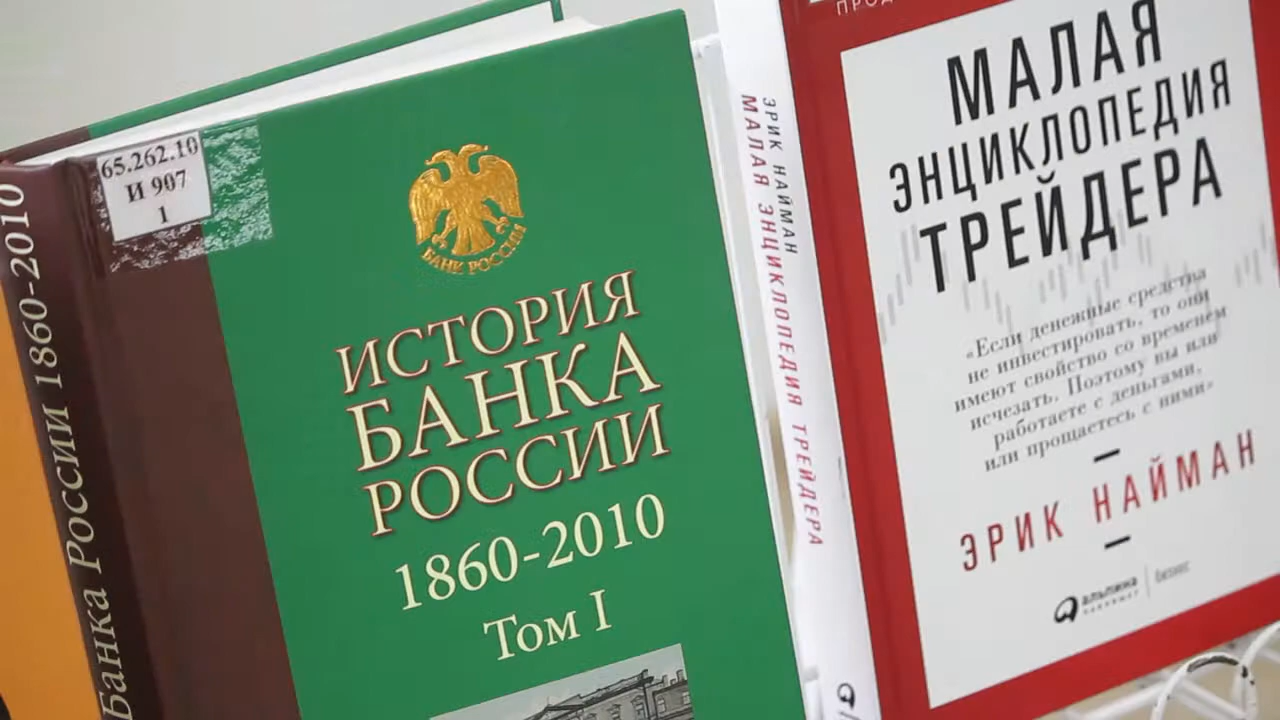 Банка России 1860-2010
65.262.10
И 907
1
БАНК РОССИИ
ИСТОРИЯ
БАНКА
РОССИИ
1860-2010
Том I
ЭРИК НАЙМАН
МАЛАЯ ЭНЦИКЛОПЕДИЯ ТРЕЙДЕРА
МАЛАЯ
ЭНЦИКЛОПЕДИЯ
ТРЕЙДЕРА
«Если денежные средства
не инвестировать, то они
имеют свойство со временем
исчезать. Поэтому вы или
работаете с деньгами,
или прощаетесь с ними»
ЭРИК НАЙМАН
альпина
паблишер
бизнес